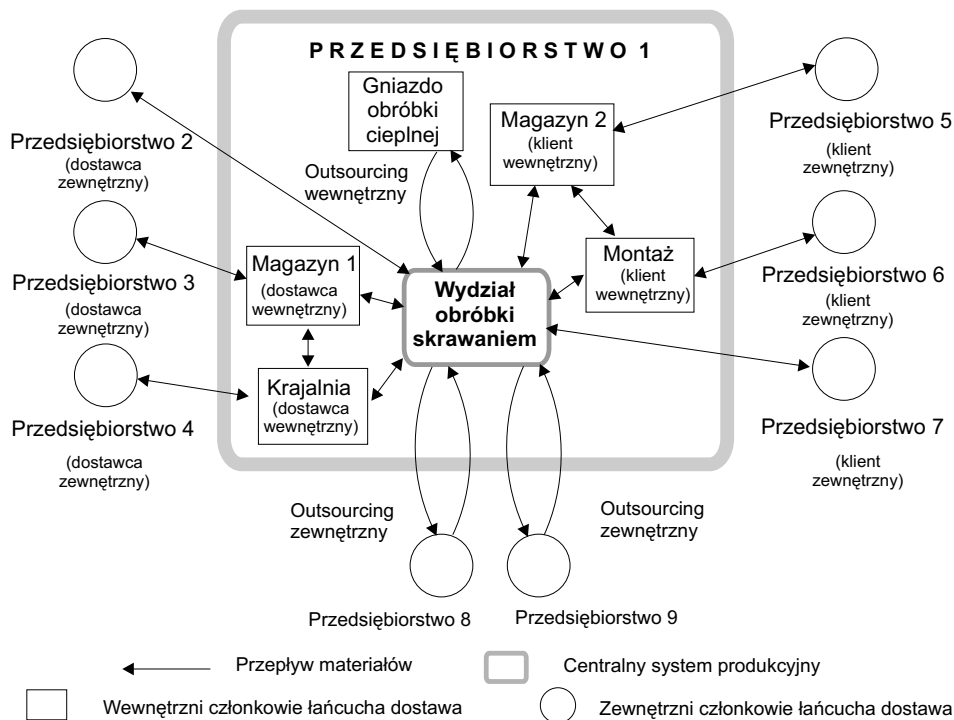 PRZEDSIĘBIORSTWO 1
Gniazdo
obróbki
cieplnej
Magazyn 2
(klient
wewnętrzny)
Przedsiębiorstwo 2
(dostawca
zewnętrzny)
Przedsiębiorstwo 5
(klient
zewnętrzny)
Outsourcing
wewnętrzny
Przedsiębiorstwo 3
(dostawca
zewnętrzny)
Magazyn 1
(dostawca
wewnętrzny)
Wydział
obróbki
skrawaniem
Montaż
(klient
wewnętrzny)
Przedsiębiorstwo 6
(klient
zewnętrzny)
Krajalnia
(dostawca
wewnętrzny)
Przedsiębiorstwo 4
(dostawca
zewnętrzny)
Przedsiębiorstwo 7
(klient
zewnętrzny)
Outsourcing
zewnętrzny
Outsourcing
zewnętrzny
Przedsiębiorstwo 8
Przedsiębiorstwo 9
Przepływ materiałów
Centralny system produkcyjny
Wewnętrzni członkowie łańcucha dostawa
Zewnętrzni członkowie łańcucha dostawa